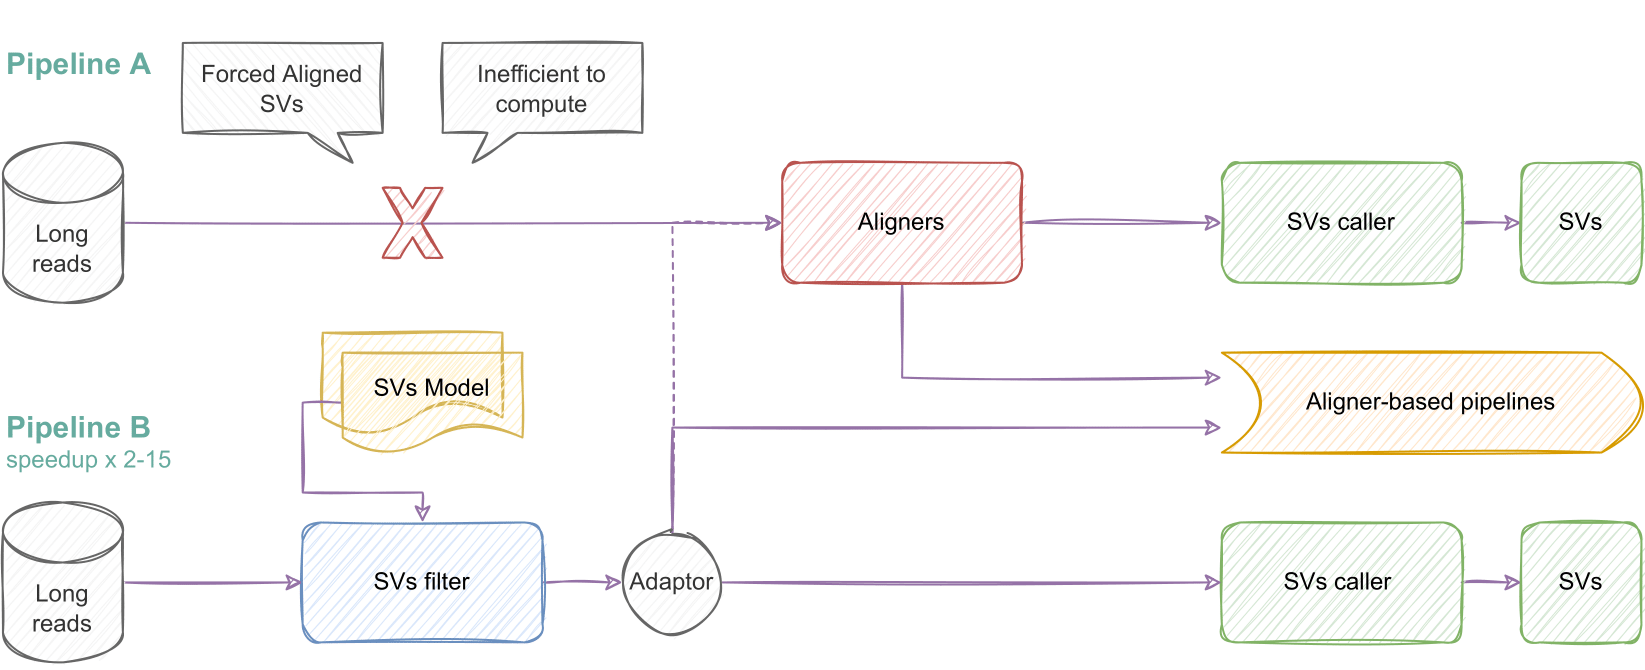 Pipeline A
Forced Aligned
SVs
Inefficient to
compute
Long
reads
X
Aligners
SVs caller
SVs
SVs Model
Aligner-based pipelines
Pipeline B
speedup x 2-15
Long
reads
SVs filter
Adaptor
SVs caller
SVs